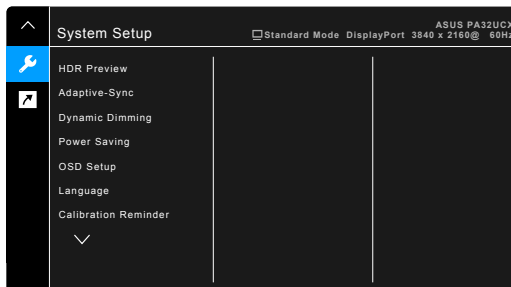 System Setup
ASUS PA32UCX
Standard Mode DisplayPort 3840 x 2160@ 60Hz
HDR Preview
Adaptive-Sync
Dynamic Dimming
Power Saving
OSD Setup
Language
Calibration Reminder